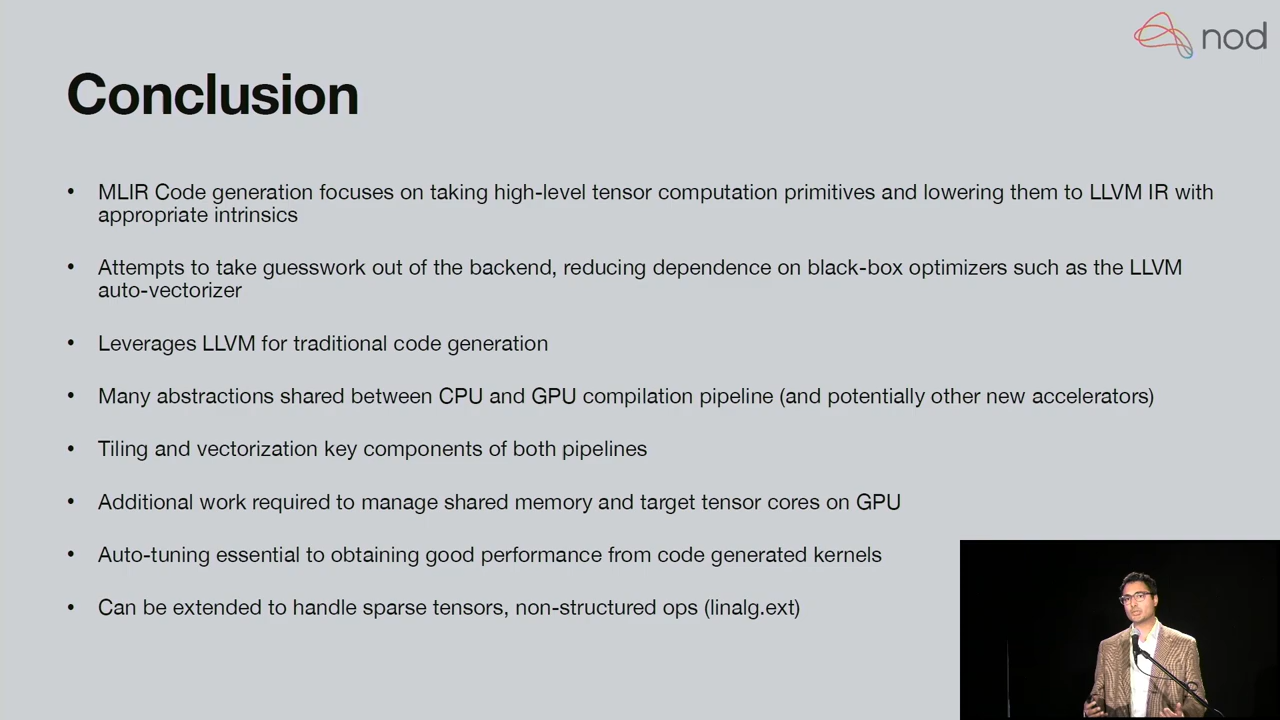 nod
Conclusion
• MLIR Code generation focuses on taking high-level tensor computation primitives and lowering them to LLVM IR with
appropriate intrinsics
• Attempts to take guesswork out of the backend, reducing dependence on black-box optimizers such as the LLVM
auto-vectorizer
• Leverages LLVM for traditional code generation
• Many abstractions shared between CPU and GPU compilation pipeline (and potentially other new accelerators)
• Tiling and vectorization key components of both pipelines
• Additional work required to manage shared memory and target tensor cores on GPU
• Auto-tuning essential to obtaining good performance from code generated kernels
• Can be extended to handle sparse tensors, non-structured ops (linalg.ext)